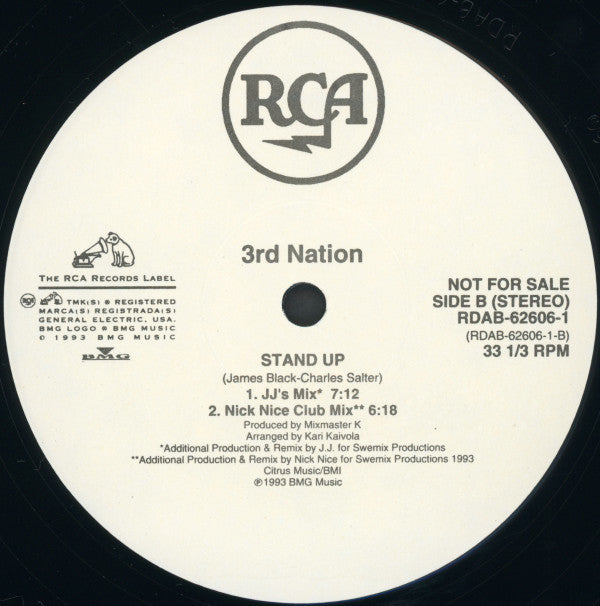 RCA
3rd Nation
THE RCA RECORDS LABEL
RCA TMK(S) ® REGISTERED
MARCA(S) REGISTRADA(S)
GENERAL ELECTRIC, USA.
BMG LOGO ® BMG MUSIC
© 1993 BMG MUSIC
BMG
NOT FOR SALE
SIDE B (STEREO)
RDAB-62606-1
(RDAB-62606-1-B)
33 1/3 RPM
STAND UP
(James Black-Charles Salter)
1. JJ's Mix* 7:12
2. Nick Nice Club Mix** 6:18
Produced by Mixmaster K
Arranged by Kari Kaivola
*Additional Production & Remix by J.J. for Swemix Productions
**Additional Production & Remix by Nick Nice for Swemix Productions 1993
Citrus Music/BMI
℗1993 BMG Music